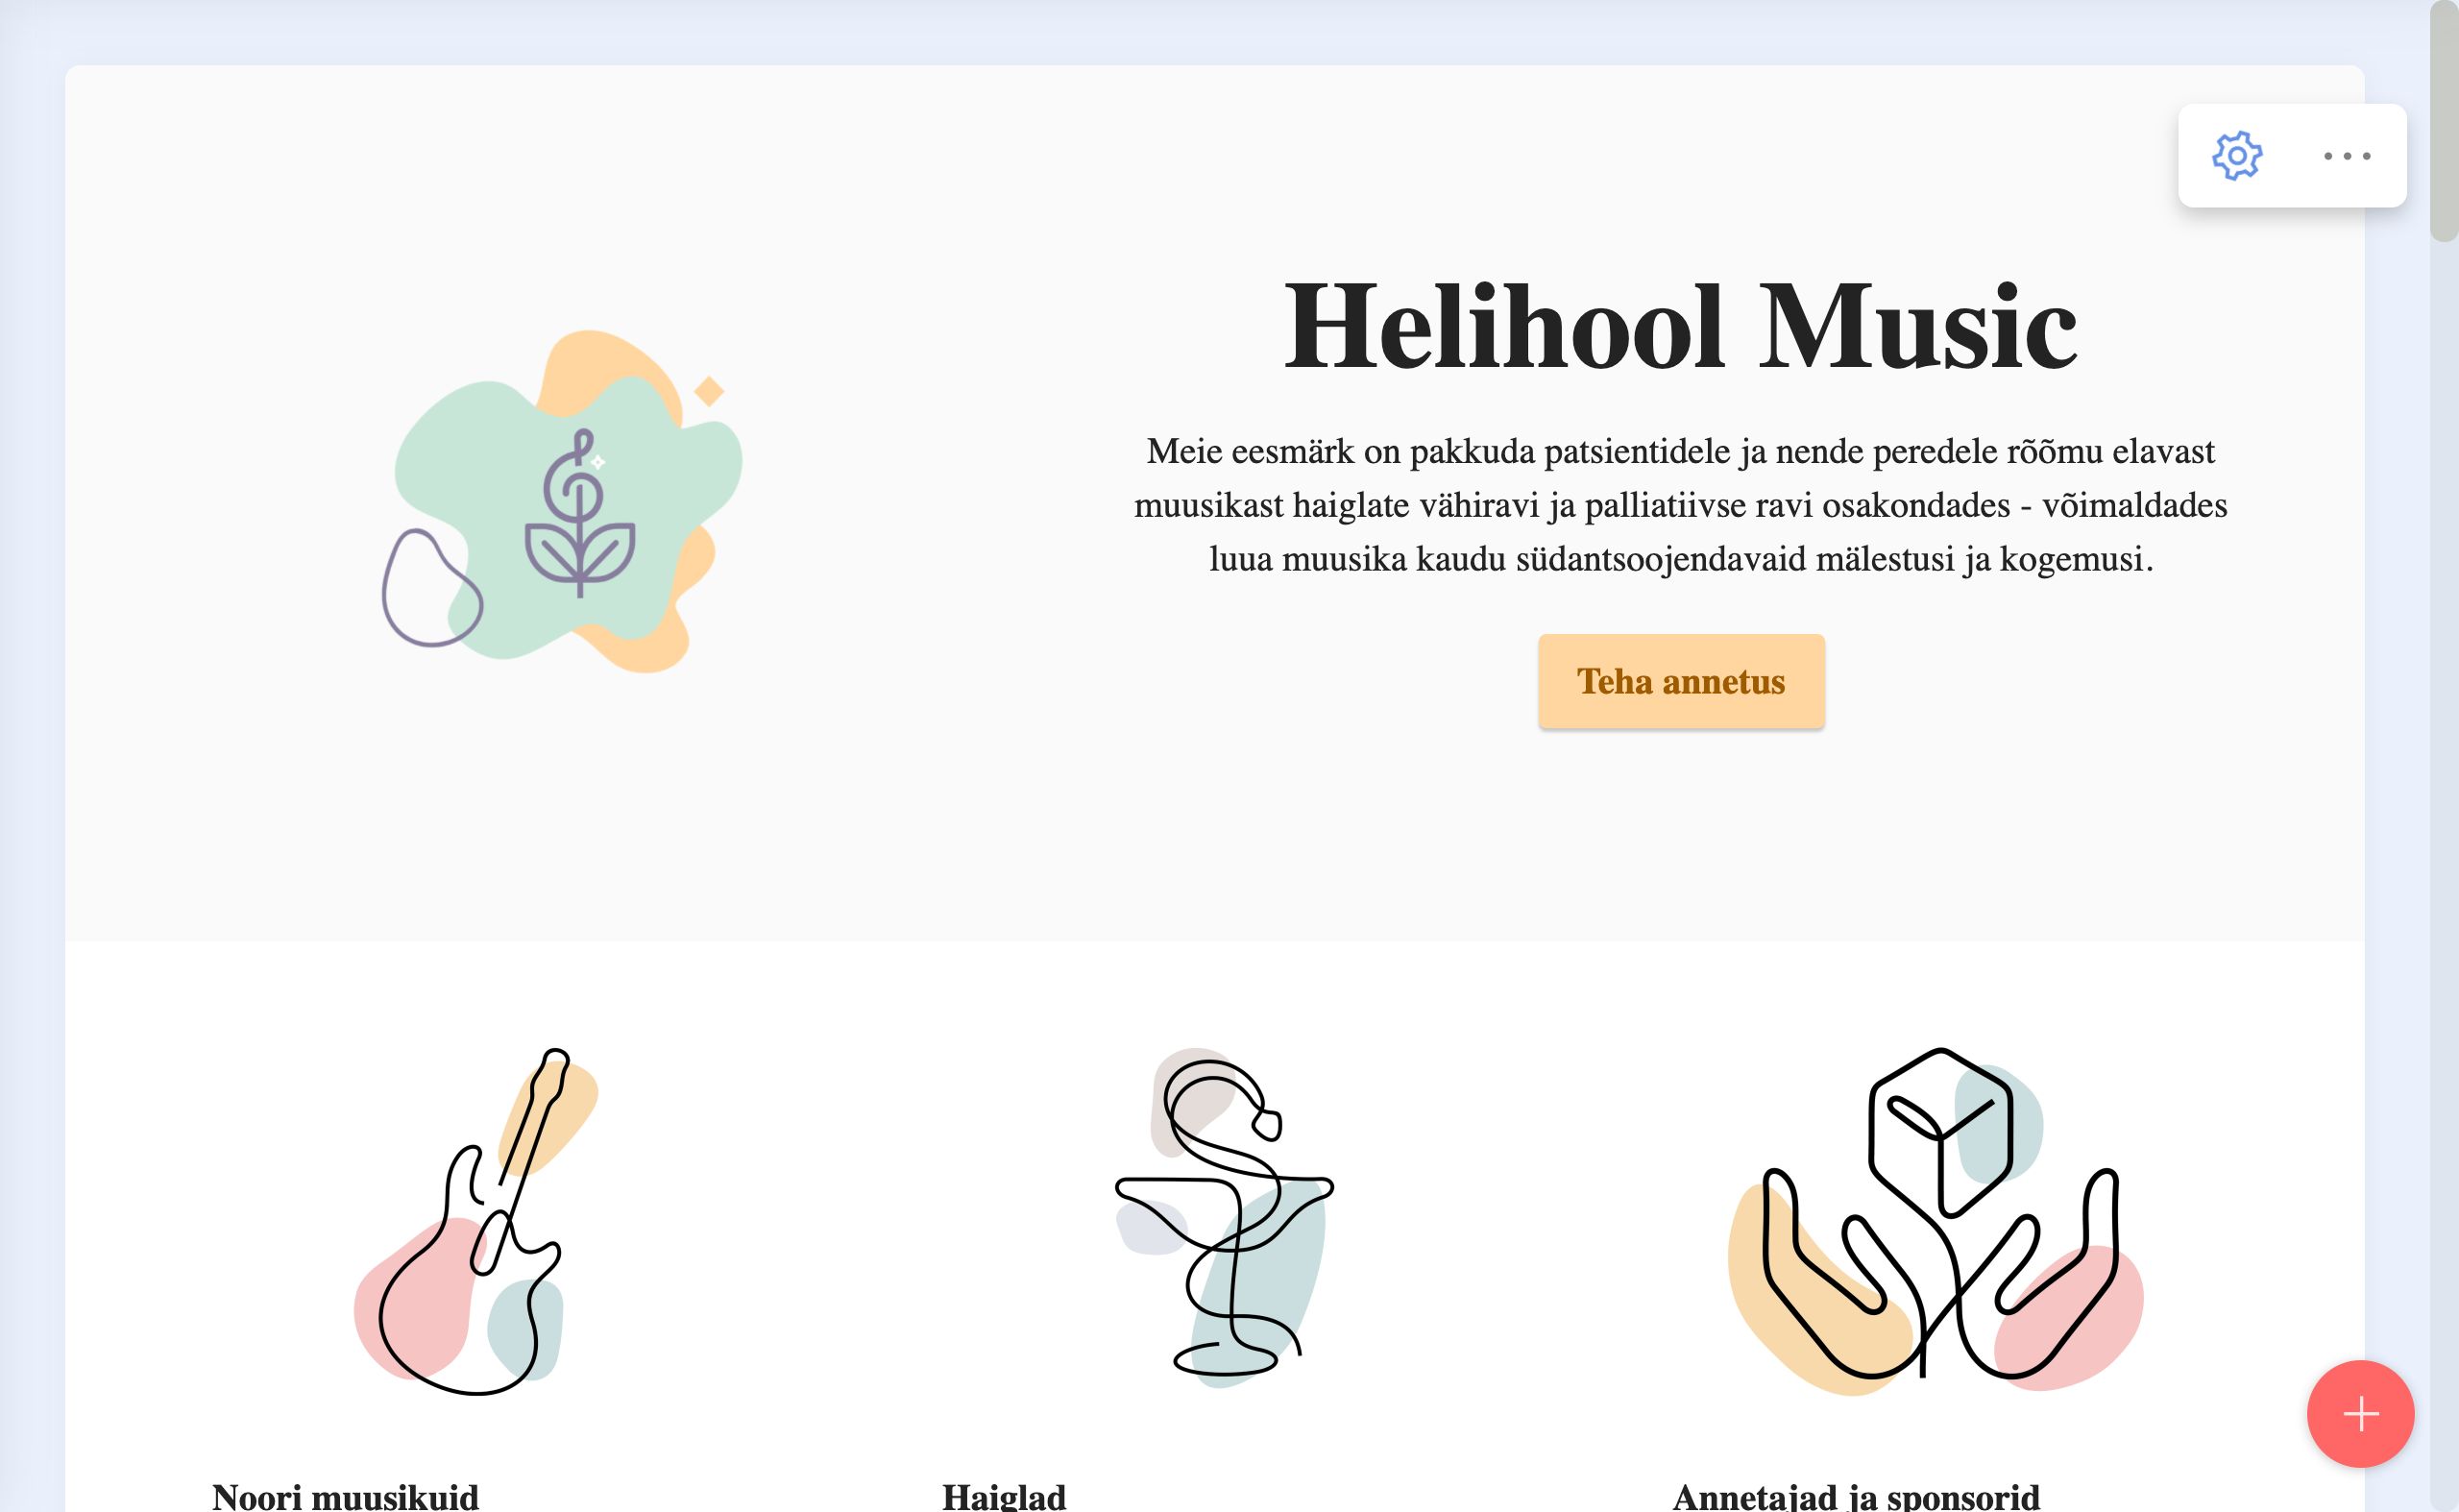 Helihool Music
Meie eesmärk on pakkuda patsientidele ja nende peredele rõõmu elavast
muusikast haiglate vähiravi ja palliatiivse ravi osakondades - võimaldades
luua muusika kaudu südantsoojendavaid mälestusi ja kogemusi.
Teha annetus
Noori muusikuid
Haiglad
Annetajad ja sponsorid